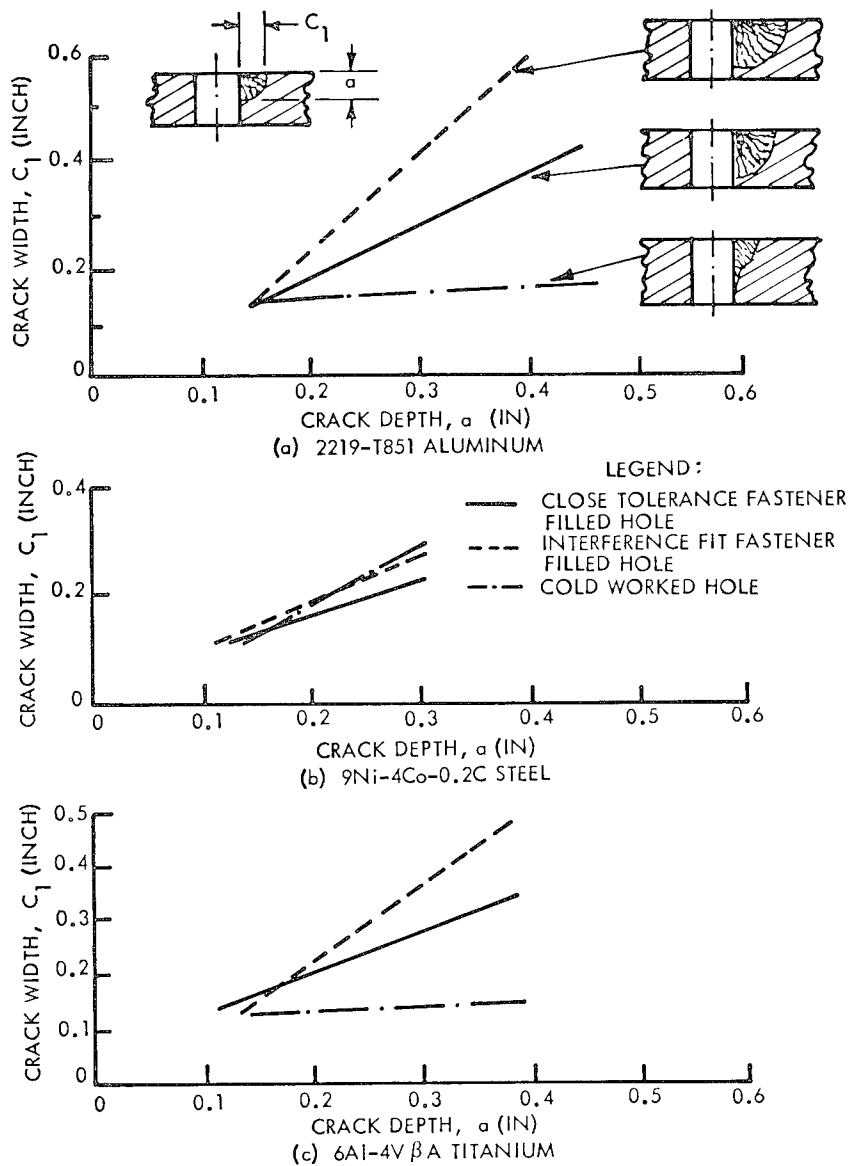 C1
a
CRACK WIDTH, C1 (INCH)
0.6
0.4
0.2
0
0 0.1 0.2 0.3 0.4 0.5 0.6
CRACK DEPTH, a (IN)
(a) 2219-T851 ALUMINUM
LEGEND:
CLOSE TOLERANCE FASTENER
FILLED HOLE
INTERFERENCE FIT FASTENER
FILLED HOLE
COLD WORKED HOLE
CRACK WIDTH, C1 (INCH)
0.4
0.2
0
0 0.1 0.2 0.3 0.4 0.5 0.6
CRACK DEPTH, a (IN)
(b) 9Ni-4Co-0.2C STEEL
CRACK WIDTH, C1 (INCH)
0.5
0.4
0.3
0.2
0.1
0
0 0.1 0.2 0.3 0.4 0.5 0.6
CRACK DEPTH, a (IN)
(c) 6Al-4V βA TITANIUM